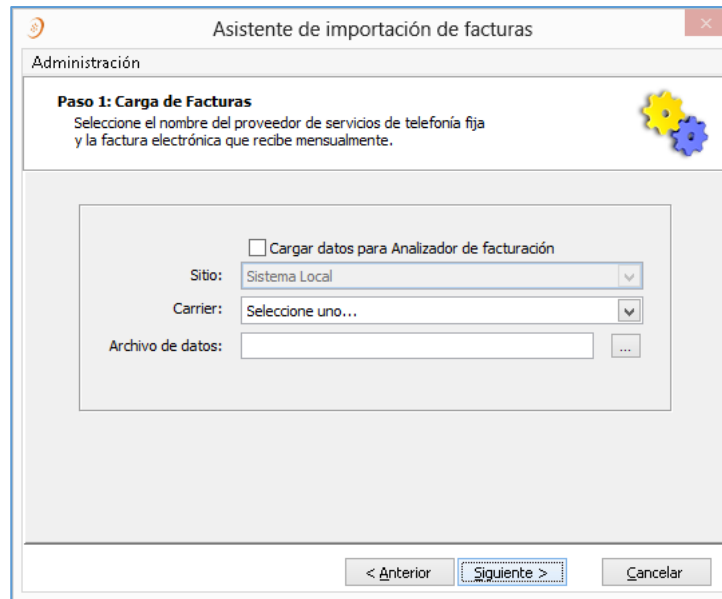 Asistente de importación de facturas
Administración
Paso 1: Carga de Facturas
Seleccione el nombre del proveedor de servicios de telefonía fija
y la factura electrónica que recibe mensualmente.
Cargar datos para Analizador de facturación
Sitio: Sistema Local
Carrier: Seleccione uno...
Archivo de datos: ...
< Anterior Siguiente > Cancelar